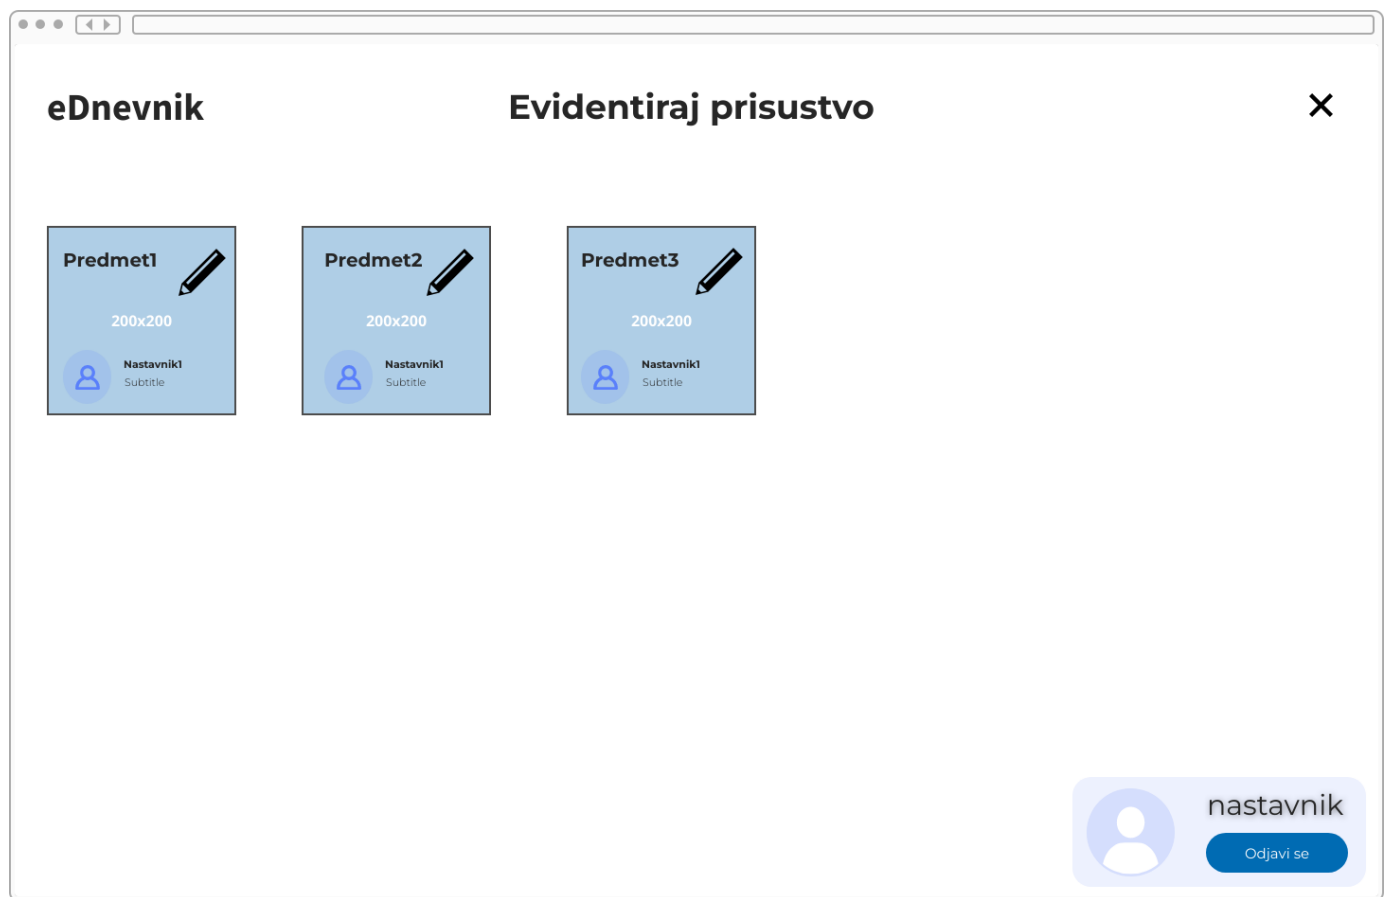 eDnevnik
Evidentiraj prisustvo
Predmet1
200x200
Nastavnik1
Subtitle
Predmet2
200x200
Nastavnik1
Subtitle
Predmet3
200x200
Nastavnik1
Subtitle
nastavnik
Odjavi se